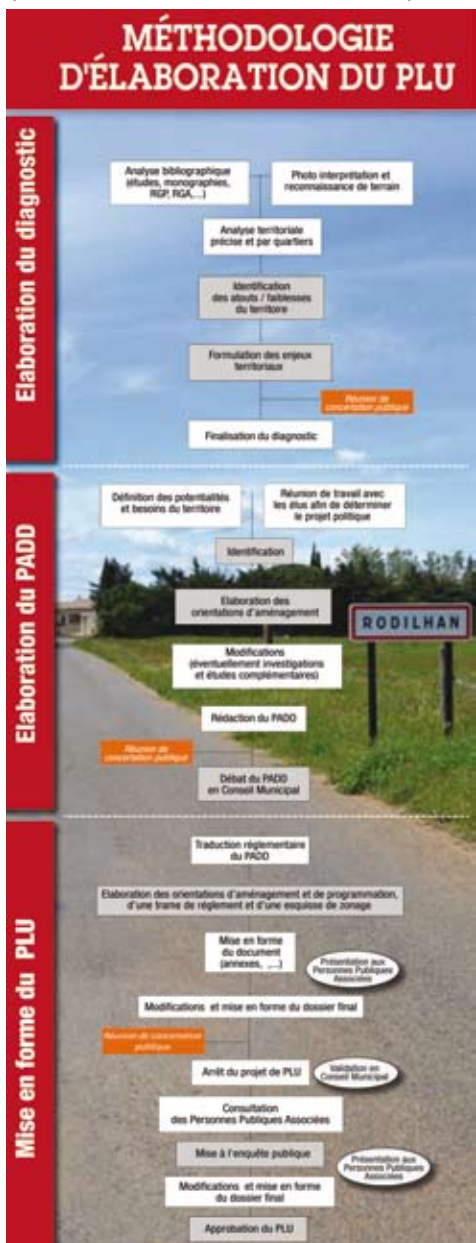 MÉTHODOLOGIE
D'ÉLABORATION DU PLU
Elaboration du diagnostic
Analyse bibliographique
(études, monographies,
RGP, RGA,...)
Photo interprétation et
reconnaissance de terrain
Analyse territoriale
précise et par quartiers
Identification
des atouts / faiblesses
du territoire
Formulation des enjeux
territoriaux
Réunion de
concertation publique
Finalisation du diagnostic
Elaboration du PADD
Définition des potentialités
et besoins du territoire
Réunion de travail avec
les élus afin de déterminer
le projet politique
Identification
Elaboration des
orientations d'aménagement
RODILHAN
Modifications
(éventuellement investigations
et études complémentaires)
Rédaction du PADD
Réunion de
concertation publique
Débat du PADD
en Conseil Municipal
Mise en forme du PLU
Traduction réglementaire
du PADD
Elaboration des orientations d'aménagement et de programmation,
d'une trame de réglement et d'une esquisse de zonage
Mise en forme
du document
(annexes, ,...)
Présentation aux
Personnes Publiques
Associées
Modifications et mise en forme du dossier final
Réunion de concertation
publique
Arrêt du projet de PLU
Validation en
Conseil Municipal
Consultation
des Personnes Publiques Associées
Mise à l'enquête publique
Présentation aux
Personnes Publiques
Associées
Modifications et mise en forme
du dossier final
Approbation du PLU